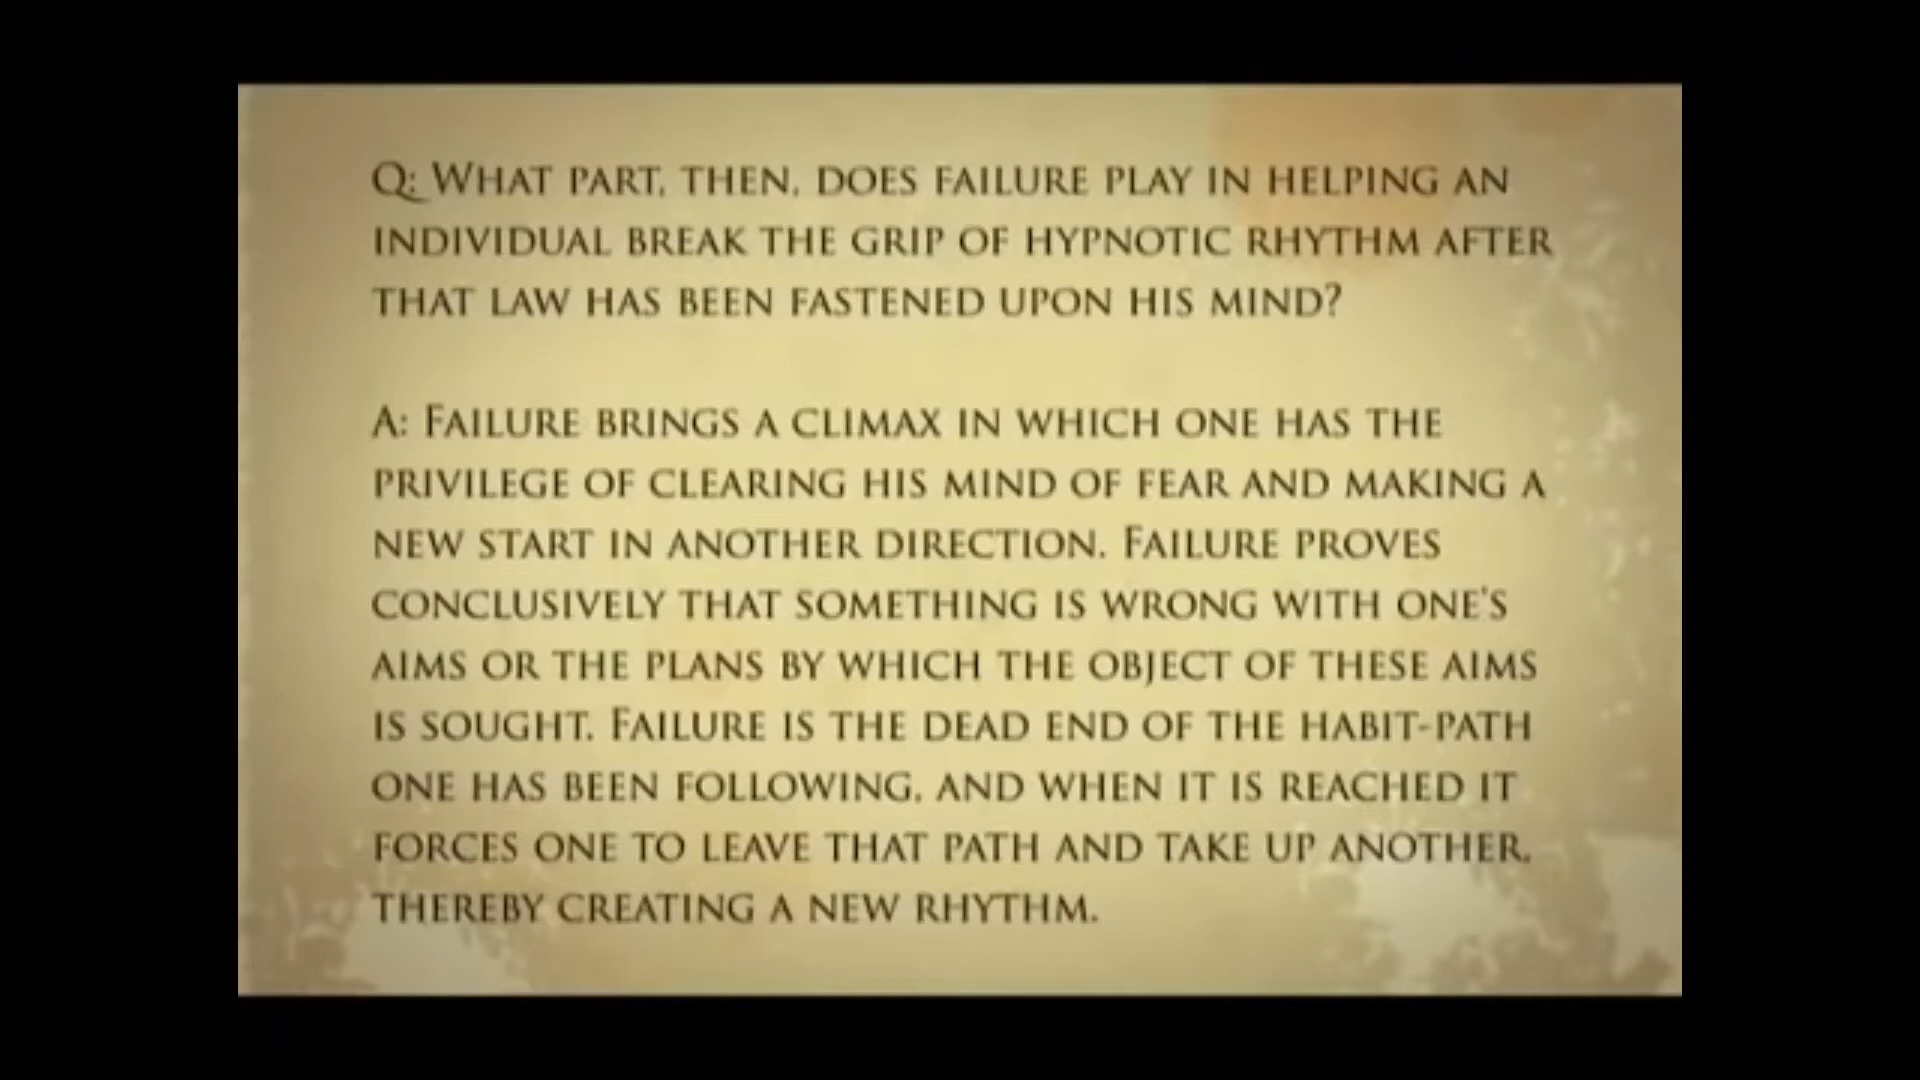 Q: What part, then, does failure play in helping an
individual break the grip of hypnotic rhythm after
that law has been fastened upon his mind?
A: Failure brings a climax in which one has the
privilege of clearing his mind of fear and making a
new start in another direction. Failure proves
conclusively that something is wrong with one's
aims or the plans by which the object of these aims
is sought. Failure is the dead end of the habit-path
one has been following, and when it is reached it
forces one to leave that path and take up another,
thereby creating a new rhythm.